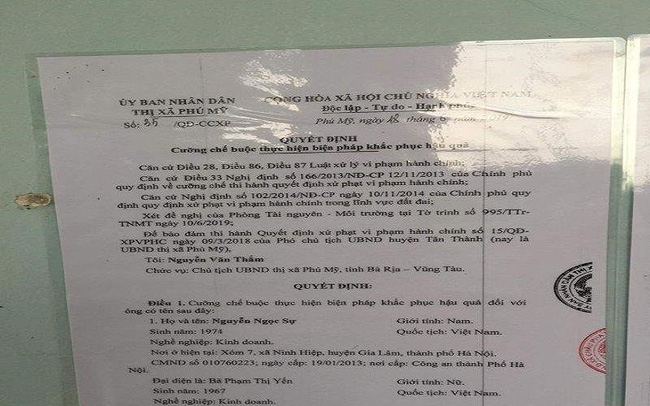 ỦY BAN NHÂN DÂN
THỊ XÃ PHÚ MỸ
Số: 35 /QĐ-CCXP
CỘNG HÒA XÃ HỘI CHỦ NGHĨA VIỆT NAM
Độc lập - Tự do - Hạnh phúc
Phú Mỹ, ngày 18 tháng 6 năm
QUYẾT ĐỊNH
Cưỡng chế buộc thực hiện biện pháp khắc phục hậu quả
Căn cứ Điều 28, Điều 86, Điều 87 Luật xử lý vi phạm hành chính;
Căn cứ Điều 33 Nghị định số 166/2013/NĐ-CP 12/11/2013 của Chính phủ
quy định về cưỡng chế thi hành quyết định xử phạt vi phạm hành chính;
Căn cứ Nghị định số 102/2014/NĐ-CP ngày 10/11/2014 của Chính phủ quy
định quy định xử phạt vi phạm hành chính trong lĩnh vực đất đai;
Xét đề nghị của Phòng Tài nguyên - Môi trường tại Tờ trình số 995/TTr-
TNMT ngày 10/6/2019;
Để bảo đảm thi hành Quyết định xử phạt vi phạm hành chính số 15/QĐ-
XPVPHC ngày 09/3/2018 của Phó chủ tịch UBND huyện Tân Thành (nay là
UBND thị xã Phú Mỹ),
Tôi: Nguyễn Văn Thắm
Chức vụ: Chủ tịch UBND thị xã Phú Mỹ, tỉnh Bà Rịa – Vũng Tàu.
QUYẾT ĐỊNH:
Điều 1. Cưỡng chế buộc thực hiện biện pháp khắc phục hậu quả đối với
ông có tên sau đây:
1. Họ và tên: Nguyễn Ngọc Sự Giới tính: Nam.
Sinh năm: 1974 Quốc tịch: Việt Nam.
Nghề nghiệp: Kinh doanh.
Nơi ở hiện tại: Xóm 7, xã Ninh Hiệp, huyện Gia Lâm, thành phố Hà Nội.
CMND số 010760223; ngày cấp: 19/01/2013; nơi cấp: Công an thành Phố Hà
Nội.
Đại diện là: Bà Phạm Thị Yến Giới tính: Nữ.
Sinh năm: 1967 Quốc tịch: Việt Nam.
Nghề nghiệp: Kinh doanh.